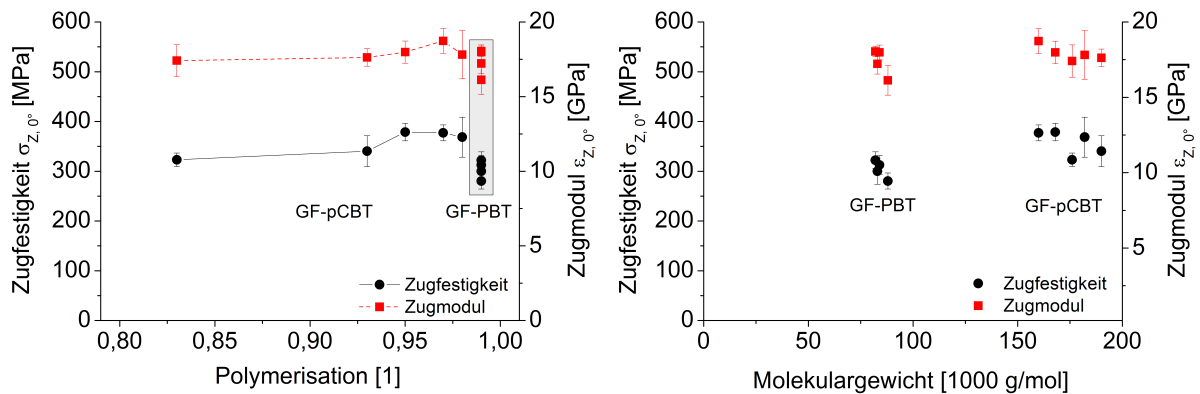 Zugfestigkeit σZ, 0° [MPa]
600
500
400
300
200
100
0
GF-pCBT
GF-PBT
Zugfestigkeit
Zugmodul
0,80
0,85
0,90
0,95
1,00
Polymerisation [1]
20
15
10
5
0
Zugmodul εZ, 0° [GPa]
Zugfestigkeit σZ, 0° [MPa]
600
500
400
300
200
100
0
GF-PBT
GF-pCBT
Zugfestigkeit
Zugmodul
0
50
100
150
200
Molekulargewicht [1000 g/mol]
20
15
10
5
Zugmodul εZ, 0° [GPa]